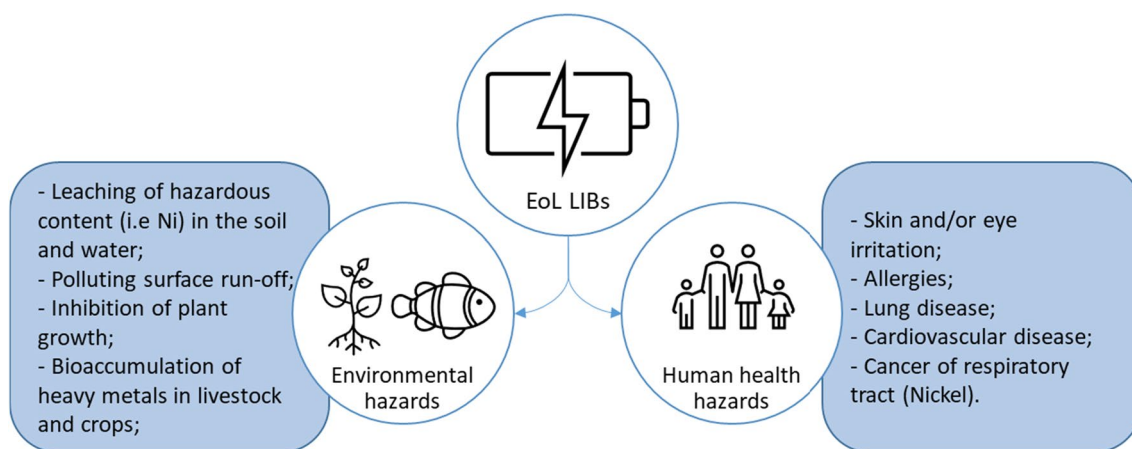 EoL LIBs
- Leaching of hazardous
content (i.e Ni) in the soil
and water;
- Polluting surface run-off;
- Inhibition of plant
growth;
- Bioaccumulation of
heavy metals in livestock
and crops;
Environmental
hazards
Human health
hazards
- Skin and/or eye
irritation;
- Allergies;
- Lung disease;
- Cardiovascular disease;
- Cancer of respiratory
tract (Nickel).